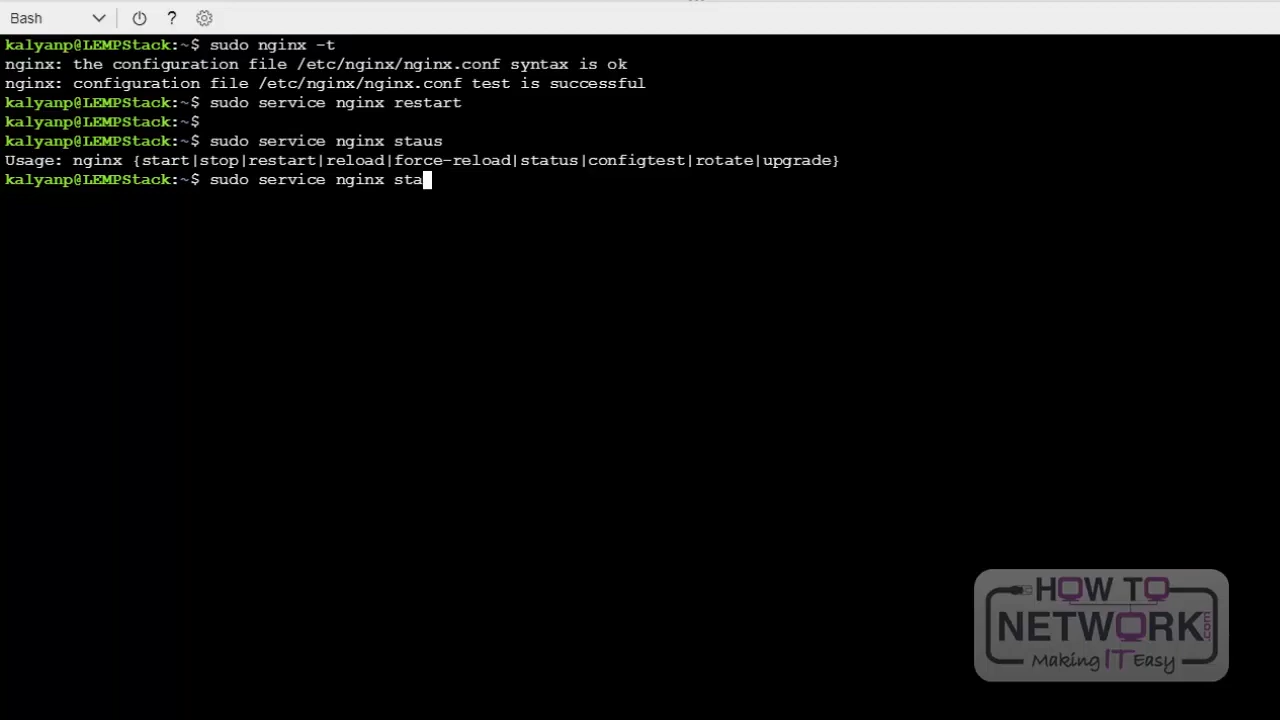 Bash
?
kalyanp@LEMPStack:~$ sudo nginx -t
nginx: the configuration file /etc/nginx/nginx.conf syntax is ok
nginx: configuration file /etc/nginx/nginx.conf test is successful
kalyanp@LEMPStack:~$ sudo service nginx restart
kalyanp@LEMPStack:~$
kalyanp@LEMPStack:~$ sudo service nginx staus
Usage: nginx {start|stop|restart|reload|force-reload|status|configtest|rotate|upgrade}
kalyanp@LEMPStack:~$ sudo service nginx sta
HOW TO
NETWORK.com
Making IT Easy